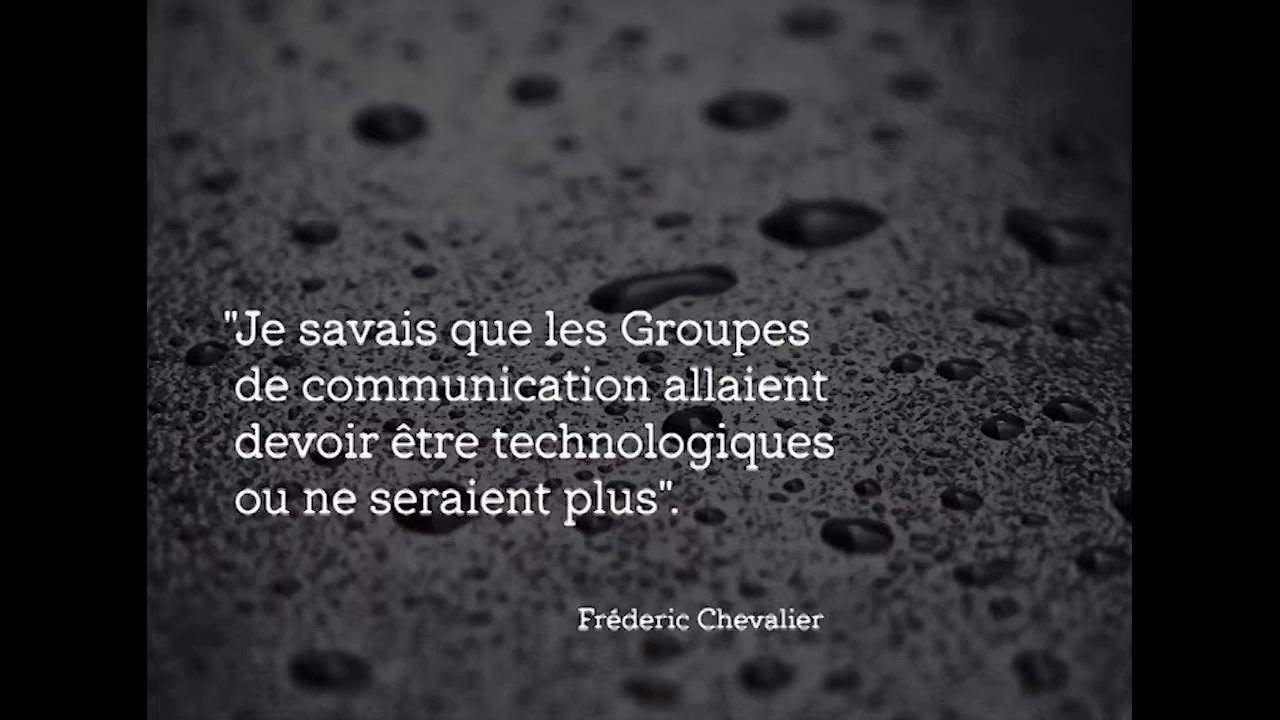 "Je savais que les Groupes
de communication allaient
devoir être technologiques
ou ne seraient plus".
Fréderic Chevalier